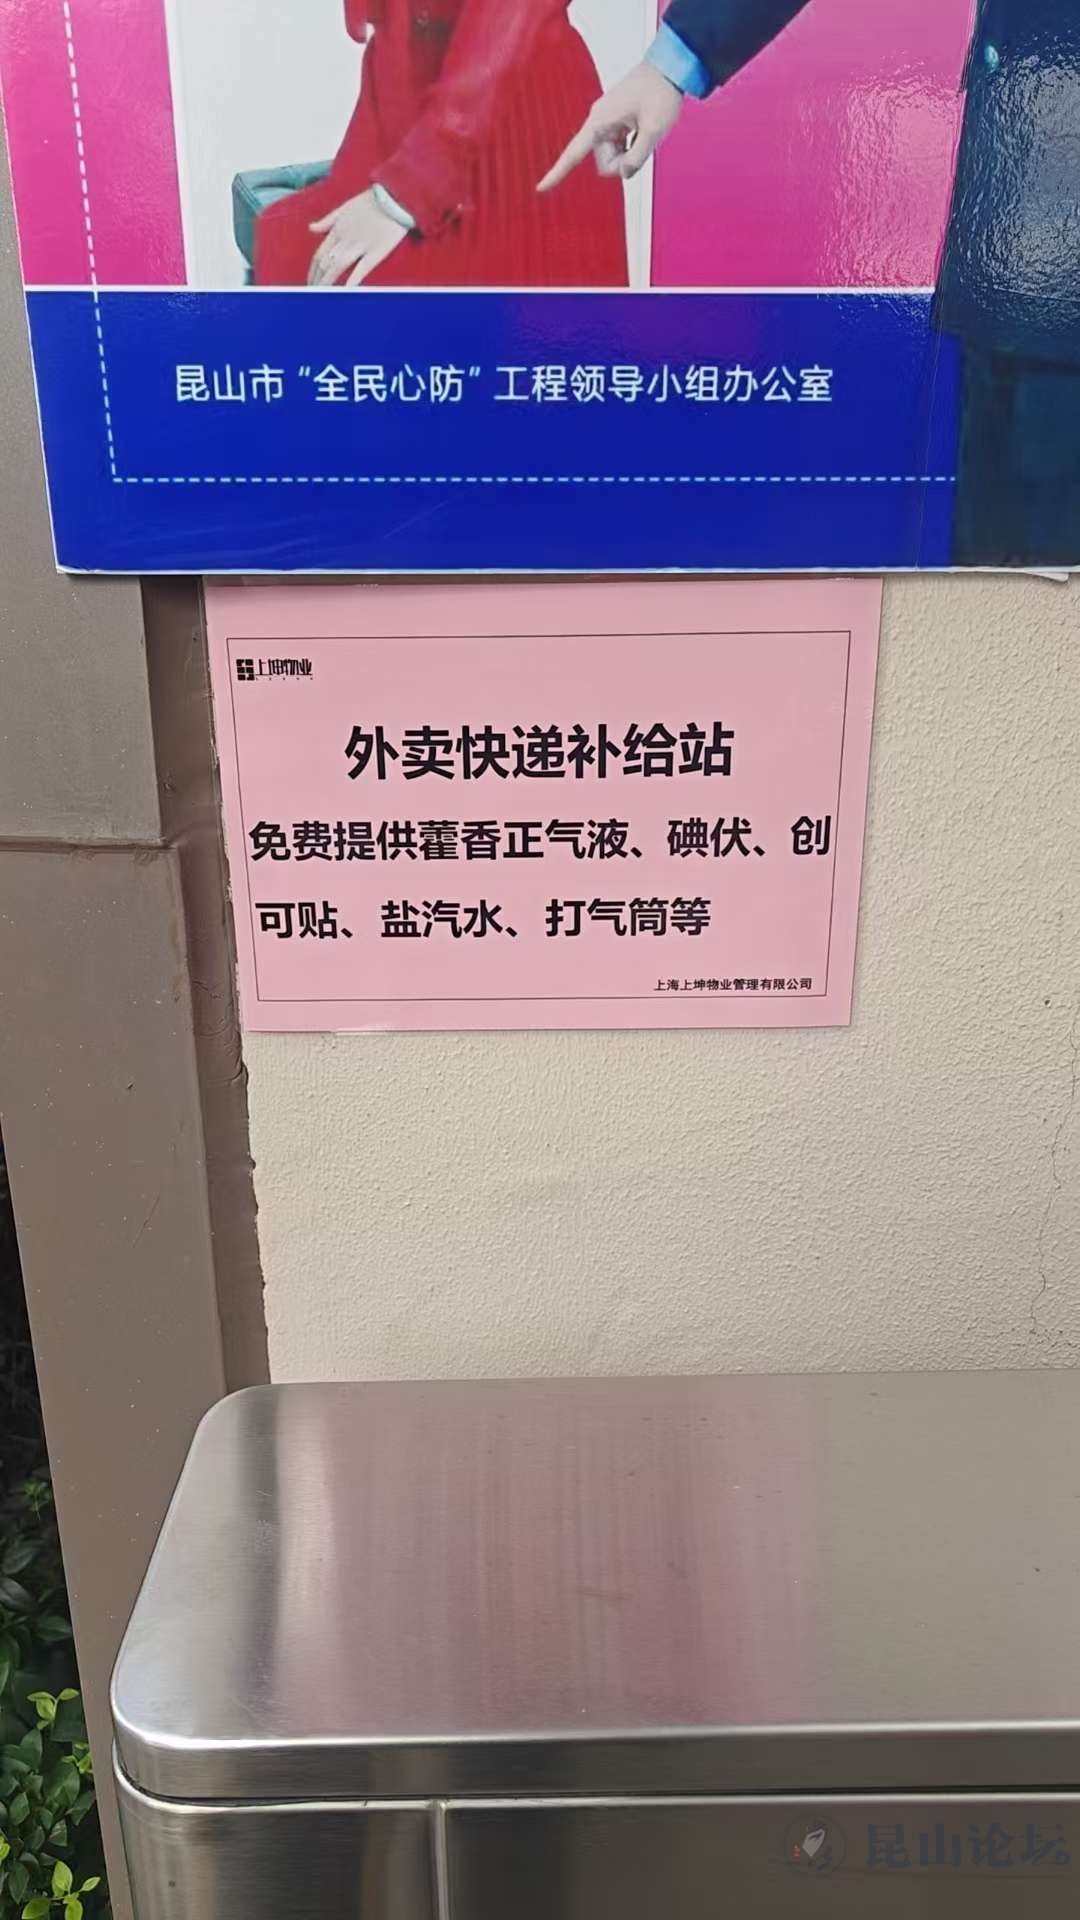 昆山市“全民心防”工程领导小组办公室
上坤物业
外卖快递补给站
免费提供藿香正气液、碘伏、创
可贴、盐汽水、打气筒等
上海上坤物业管理有限公司
昆山论坛